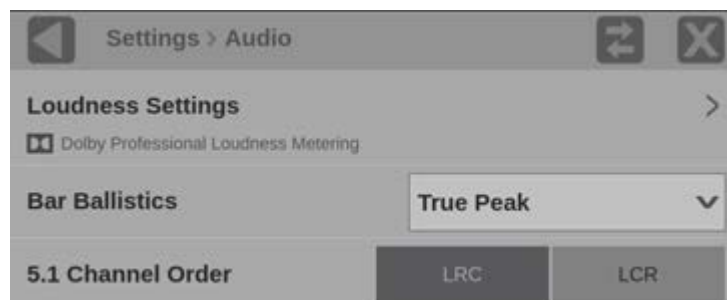 Settings > Audio
Loudness Settings
Dolby Professional Loudness Metering
Bar Ballistics
True Peak
5.1 Channel Order
LRC
LCR